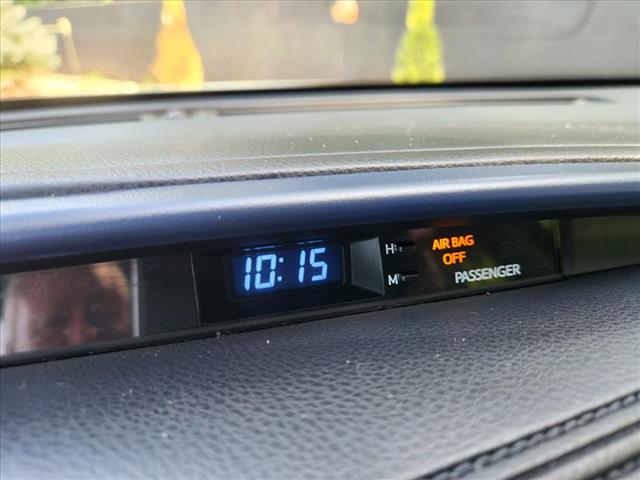 10:15
H:
M
AIR BAG
OFF
PASSENGER